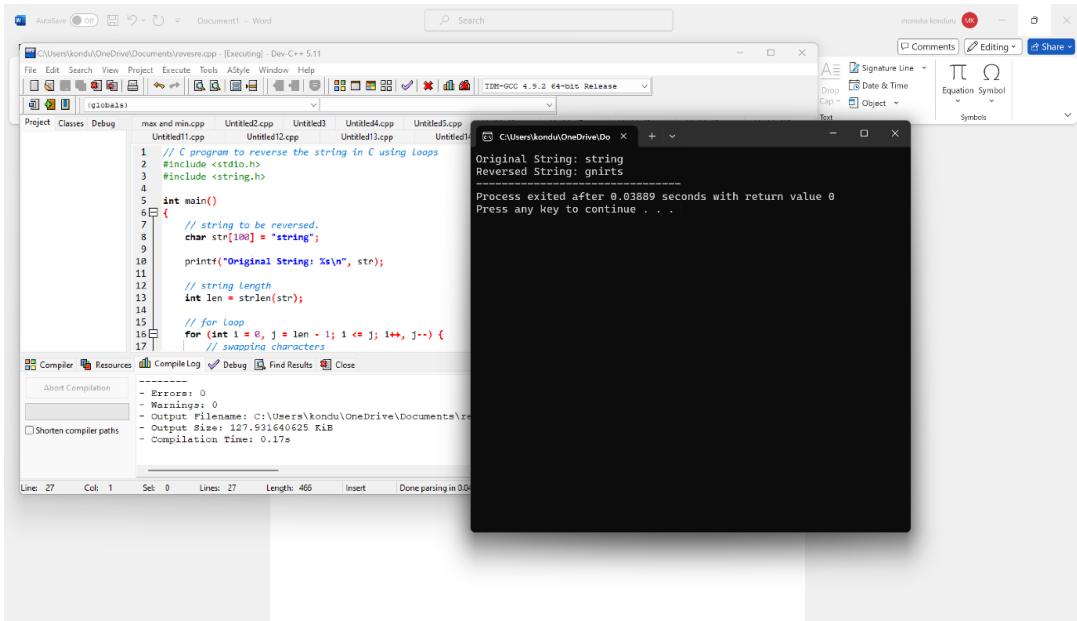 AutoSave Off Document1 - Word Search monisha konduru MK
Comments Editing Share
C:\Users\kondu\OneDrive\Documents\revesre.cpp - [Executing] - Dev-C++ 5.11
File Edit Search View Project Execute Tools AStyle Window Help
TDM-GCC 4.9.2 64-bit Release
(globals)
Project Classes Debug
max and min.cpp Untitled2.cpp Untitled3 Untitled4.cpp Untitled5.cpp
Untitled11.cpp Untitled12.cpp Untitled13.cpp Untitled14
1 // C program to reverse the string in C using loops
2 #include <stdio.h>
3 #include <string.h>
4
5 int main()
6 {
7 // string to be reversed.
8 char str[100] = "string";
9
10 printf("Original String: %s\n", str);
11
12 // string length
13 int len = strlen(str);
14
15 // for loop
16 for (int i = 0, j = len - 1; i <= j; i++, j--) {
17 // swapping characters
Compiler Resources Compile Log Debug Find Results Close
Abort Compilation
Shorten compiler paths
--------
- Errors: 0
- Warnings: 0
- Output Filename: C:\Users\kondu\OneDrive\Documents\re
- Output Size: 127.931640625 KiB
- Compilation Time: 0.17s
Line: 27 Col: 1 Sel: 0 Lines: 27 Length: 466 Insert Done parsing in 0.04
C:\Users\kondu\OneDrive\Do
Original String: string
Reversed String: gnirts
--------------------------------
Process exited after 0.03889 seconds with return value 0
Press any key to continue . . .
Drop
Cap
Signature Line
Date & Time
Object
Text
Equation Symbol
Symbols